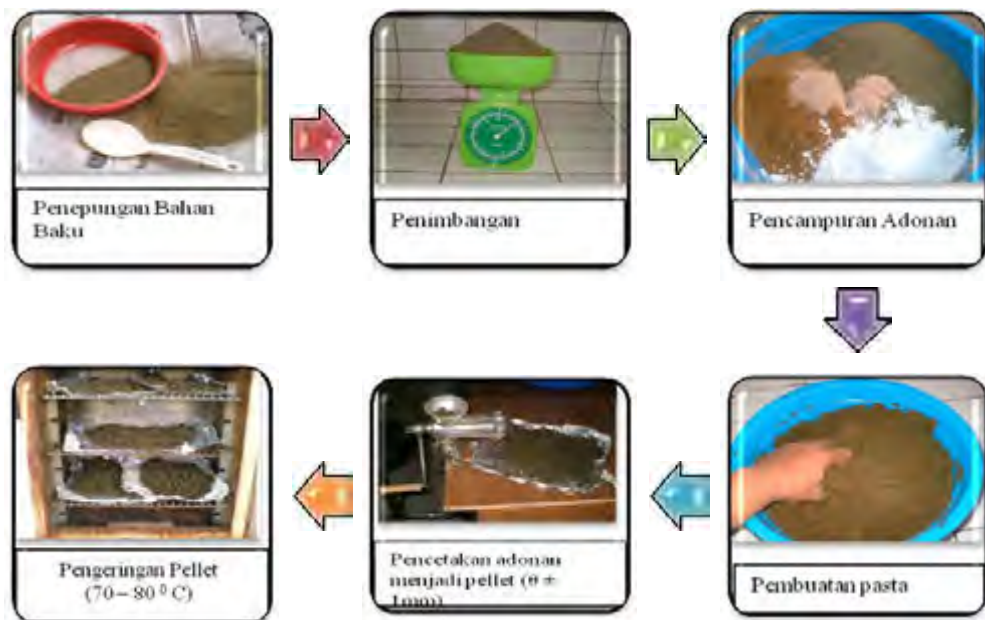 Penepungan Bahan
Baku
Penimbangan
Pencampuran Adonan
Pembuatan pasta
Pencetakan adonan
menjadi pellet (θ ±
1mm)
Pengeringan Pellet
(70 – 80 ⁰ C)